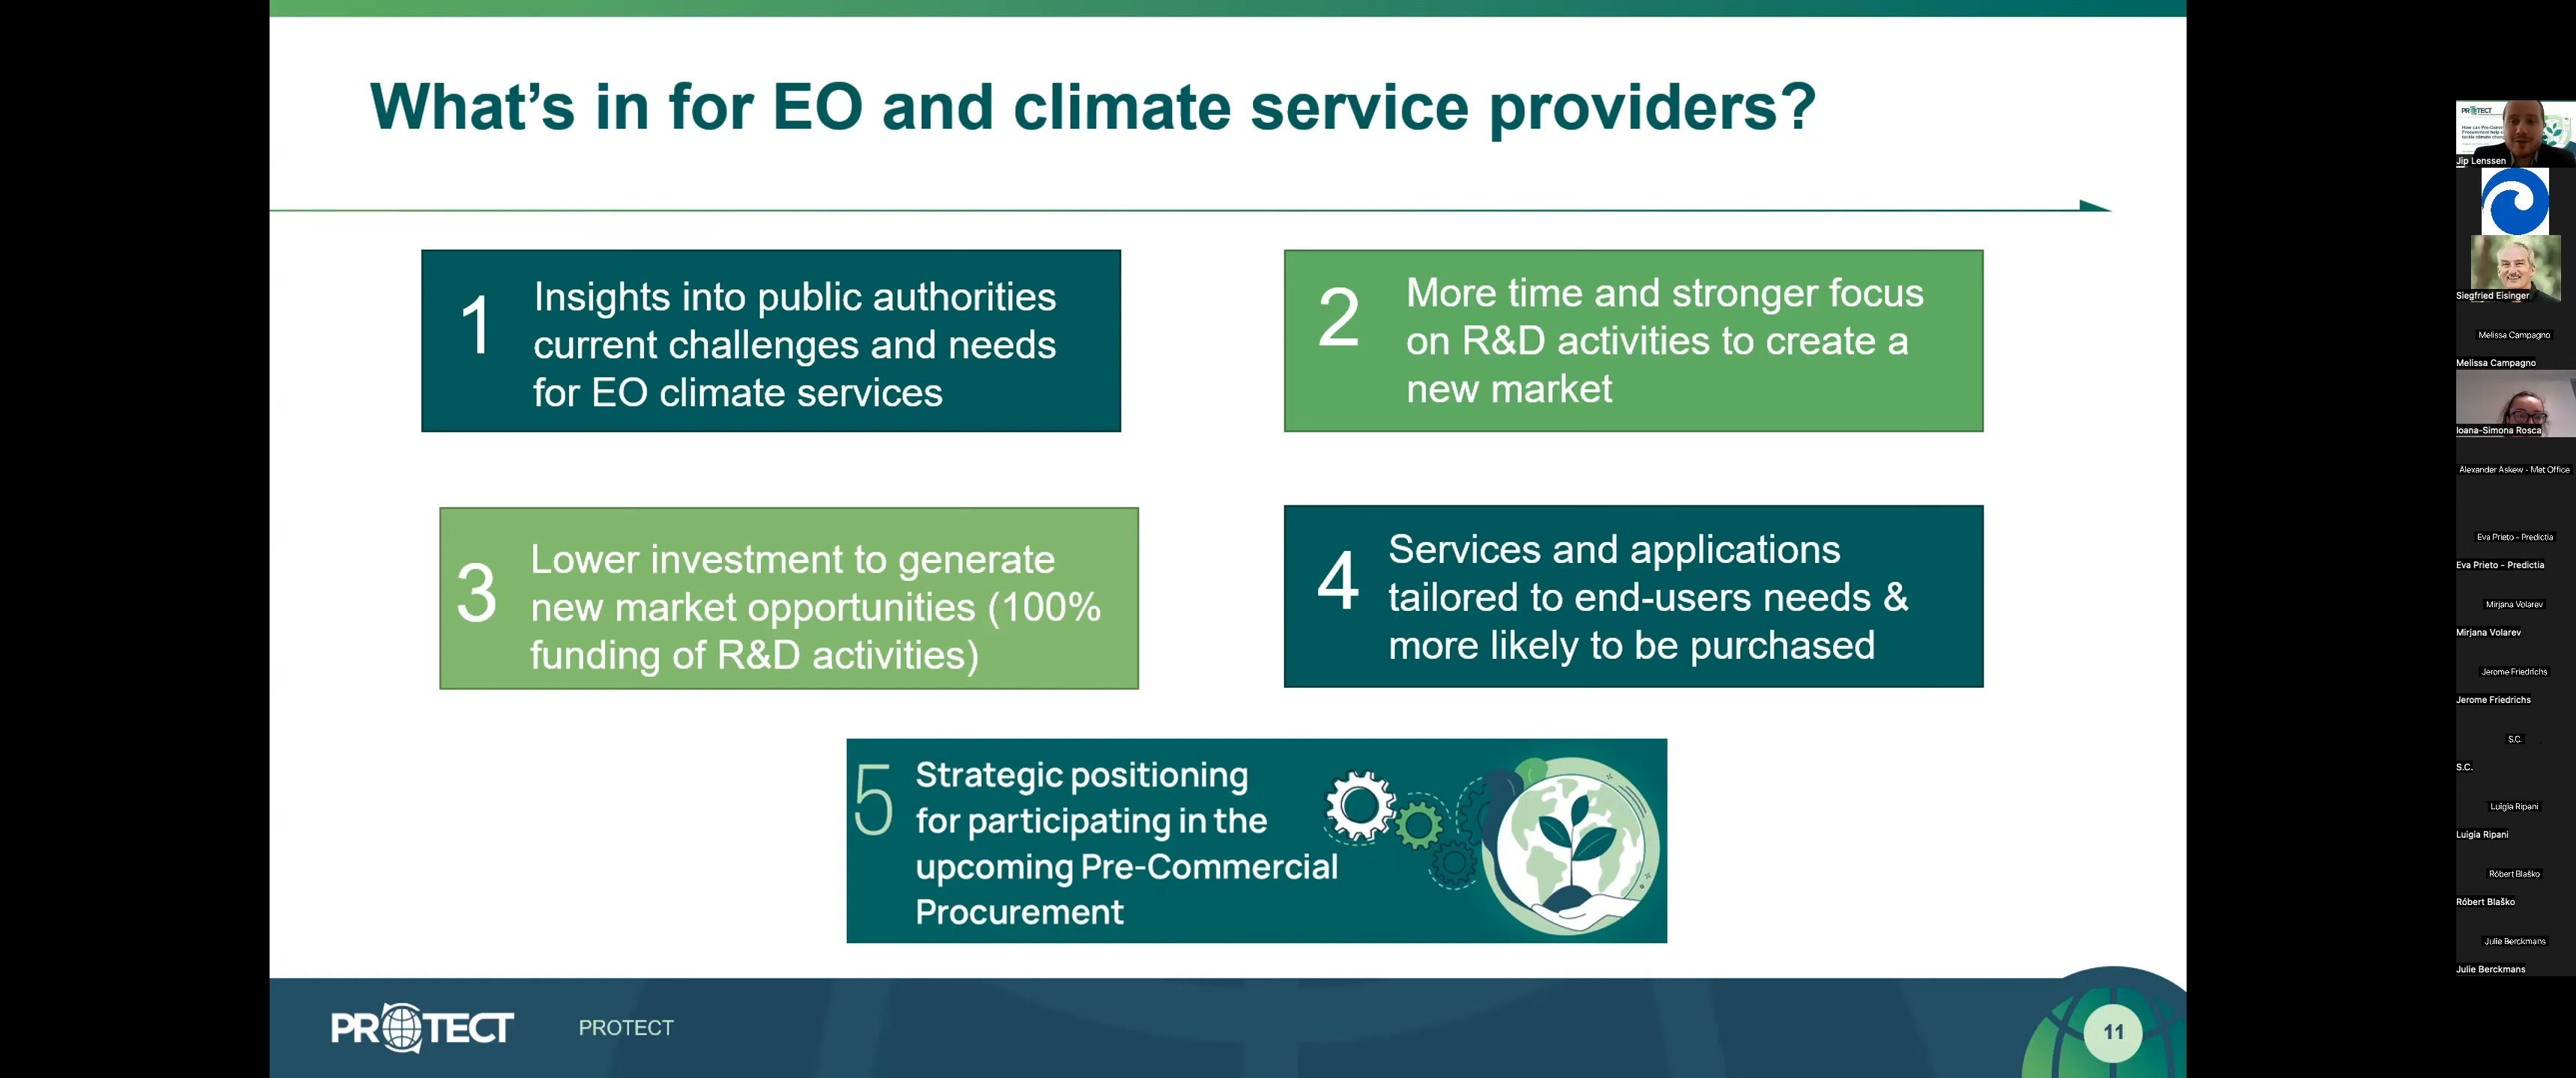 What's in for EO and climate service providers?
1
Insights into public authorities
current challenges and needs
for EO climate services
2
More time and stronger focus
on R&D activities to create a
new market
3
Lower investment to generate
new market opportunities (100%
funding of R&D activities)
4
Services and applications
tailored to end-users needs &
more likely to be purchased
5
Strategic positioning
for participating in the
upcoming Pre-Commercial
Procurement
PROTECT
PROTECT
11
PROTECT
Jip Lenssen
Siegfried Eisinger
Melissa Campagno
Melissa Campagno
Ioana-Simona Rosca
Alexander Askew - Met Office
Eva Prieto - Predictia
Eva Prieto - Predictia
Mirjana Volarev
Mirjana Volarev
Jerome Friedrichs
Jerome Friedrichs
S.C.
S.C.
Luigia Ripani
Luigia Ripani
Róbert Blaško
Róbert Blaško
Julie Berckmans
Julie Berckmans